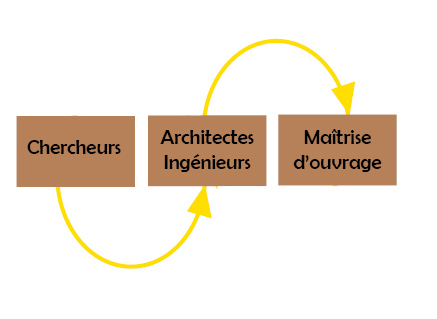 Chercheurs
Architectes
Ingénieurs
Maîtrise
d'ouvrage